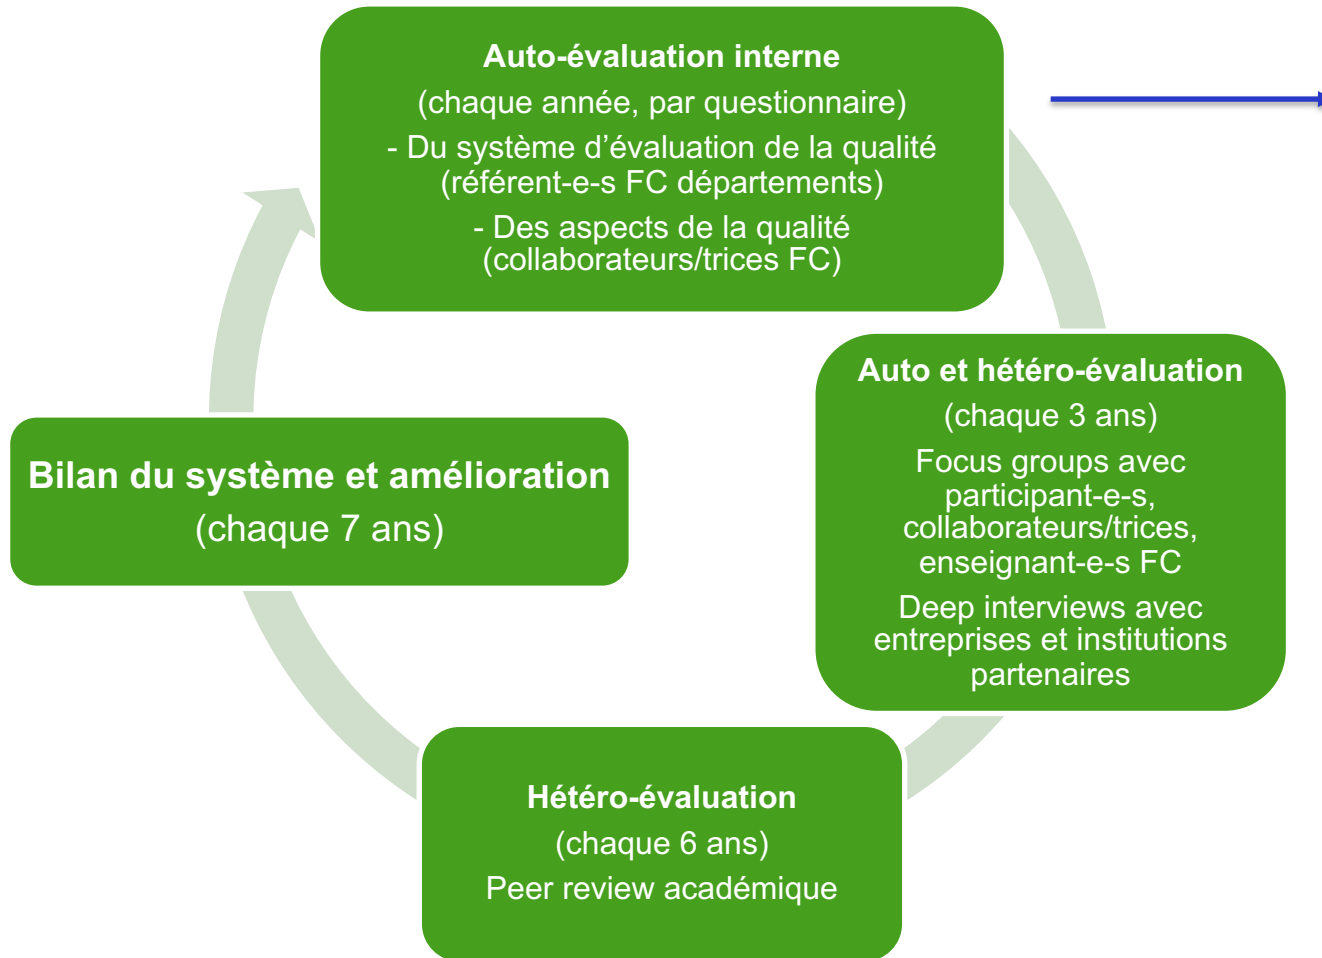 Auto-évaluation interne
(chaque année, par questionnaire)
- Du système d’évaluation de la qualité
(référent-e-s FC départements)
- Des aspects de la qualité
(collaborateurs/trices FC)
Auto et hétéro-évaluation
(chaque 3 ans)
Focus groups avec
participant-e-s,
collaborateurs/trices,
enseignant-e-s FC
Deep interviews avec
entreprises et institutions
partenaires
Hétéro-évaluation
(chaque 6 ans)
Peer review académique
Bilan du système et amélioration
(chaque 7 ans)